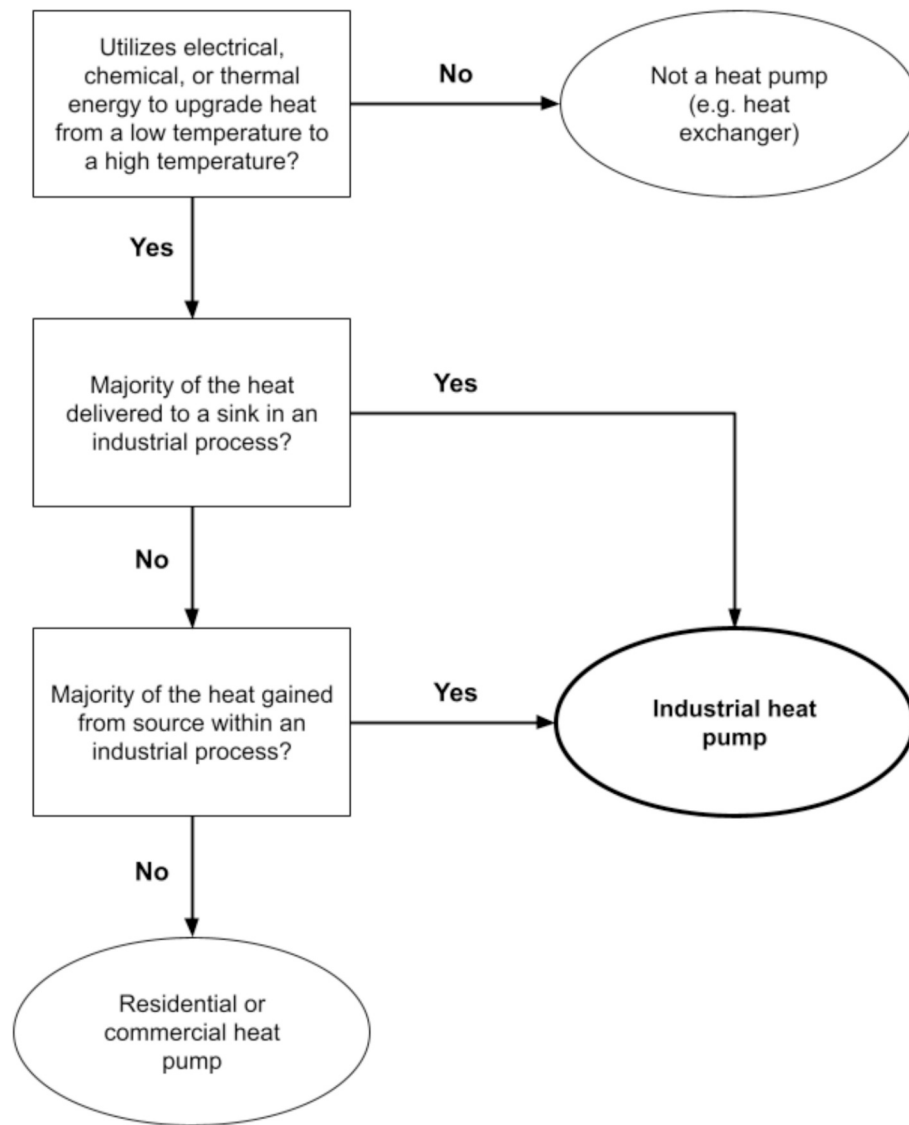 Utilizes electrical,
chemical, or thermal
energy to upgrade heat
from a low temperature to
a high temperature?
No
Not a heat pump
(e.g. heat
exchanger)
Yes
Majority of the heat
delivered to a sink in an
industrial process?
Yes
No
Majority of the heat gained
from source within an
industrial process?
Yes
Industrial heat
pump
No
Residential or
commercial heat
pump